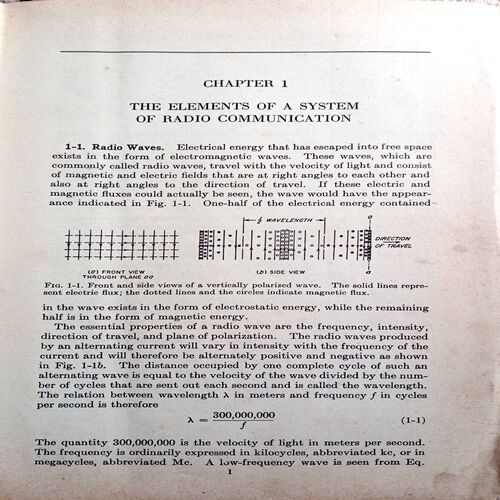 CHAPTER 1
THE ELEMENTS OF A SYSTEM
OF RADIO COMMUNICATION
1-1. Radio Waves. Electrical energy that has escaped into free space
exists in the form of electromagnetic waves. These waves, which are
commonly called radio waves, travel with the velocity of light and consist
of magnetic and electric fields that are at right angles to each other and
also at right angles to the direction of travel. If these electric and
magnetic fluxes could actually be seen, the wave would have the appear-
ance indicated in Fig. 1-1. One-half of the electrical energy contained
½ WAVELENGTH
a
DIRECTION
OF TRAVEL
a
(a) FRONT VIEW
THROUGH PLANE aa
(b) SIDE VIEW
FIG. 1-1. Front and side views of a vertically polarized wave. The solid lines repre-
sent electric flux; the dotted lines and the circles indicate magnetic flux.
in the wave exists in the form of electrostatic energy, while the remaining
half is in the form of magnetic energy.
The essential properties of a radio wave are the frequency, intensity,
direction of travel, and plane of polarization. The radio waves produced
by an alternating current will vary in intensity with the frequency of the
current and will therefore be alternately positive and negative as shown
in Fig. 1-1b. The distance occupied by one complete cycle of such an
alternating wave is equal to the velocity of the wave divided by the num-
ber of cycles that are sent out each second and is called the wavelength.
The relation between wavelength λ in meters and frequency f in cycles
per second is therefore
λ = 300,000,000 / f (1-1)
The quantity 300,000,000 is the velocity of light in meters per second.
The frequency is ordinarily expressed in kilocycles, abbreviated kc, or in
megacycles, abbreviated Mc. A low-frequency wave is seen from Eq.
1